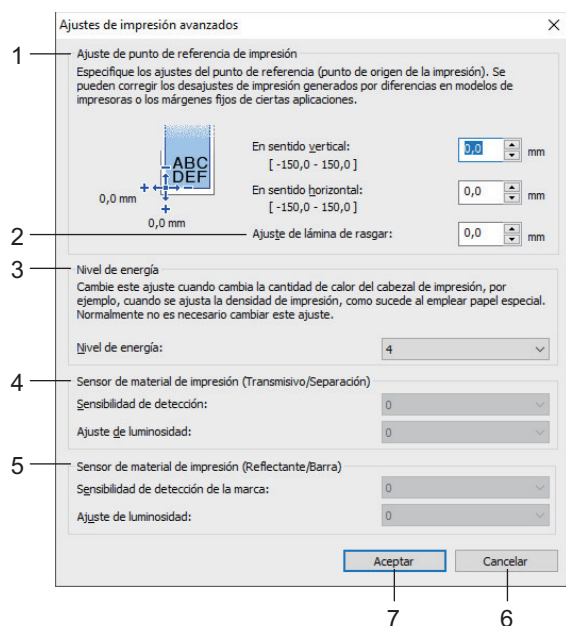 Ajustes de impresión avanzados
1
Ajuste de punto de referencia de impresión
Especifique los ajustes del punto de referencia (punto de origen de la impresión). Se
pueden corregir los desajustes de impresión generados por diferencias en modelos de
impresoras o los márgenes fijos de ciertas aplicaciones.
ABC
DEF
0,0 mm
0,0 mm
En sentido vertical:
[ -150,0 - 150,0 ]
0,0 mm
En sentido horizontal:
[ -150,0 - 150,0 ]
0,0 mm
2
Ajuste de lámina de rasgar:
0,0 mm
3
Nivel de energía
Cambie este ajuste cuando cambia la cantidad de calor del cabezal de impresión, por
ejemplo, cuando se ajusta la densidad de impresión, como sucede al emplear papel especial.
Normalmente no es necesario cambiar este ajuste.
Nivel de energía:
4
4
Sensor de material de impresión (Transmisivo/Separación)
Sensibilidad de detección:
0
Ajuste de luminosidad:
0
5
Sensor de material de impresión (Reflectante/Barra)
Sensibilidad de detección de la marca:
0
Ajuste de luminosidad:
0
Aceptar
Cancelar
7
6